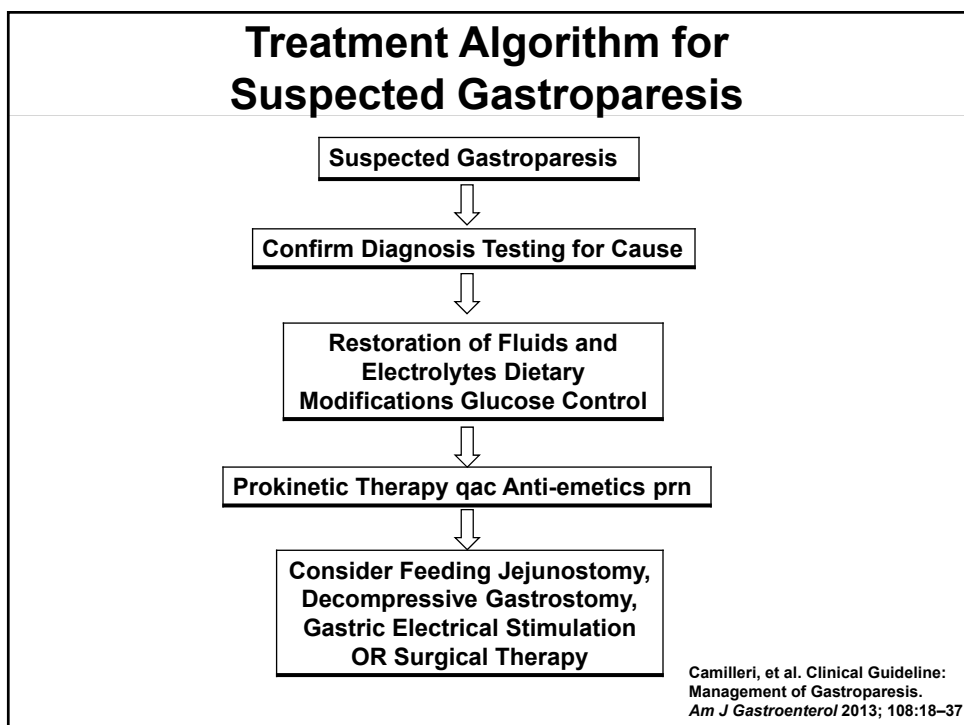 Treatment Algorithm for
Suspected Gastroparesis
Suspected Gastroparesis
Confirm Diagnosis Testing for Cause
Restoration of Fluids and
Electrolytes Dietary
Modifications Glucose Control
Prokinetic Therapy qac Anti-emetics prn
Consider Feeding Jejunostomy,
Decompressive Gastrostomy,
Gastric Electrical Stimulation
OR Surgical Therapy
Camilleri, et al. Clinical Guideline:
Management of Gastroparesis.
Am J Gastroenterol 2013; 108:18–37